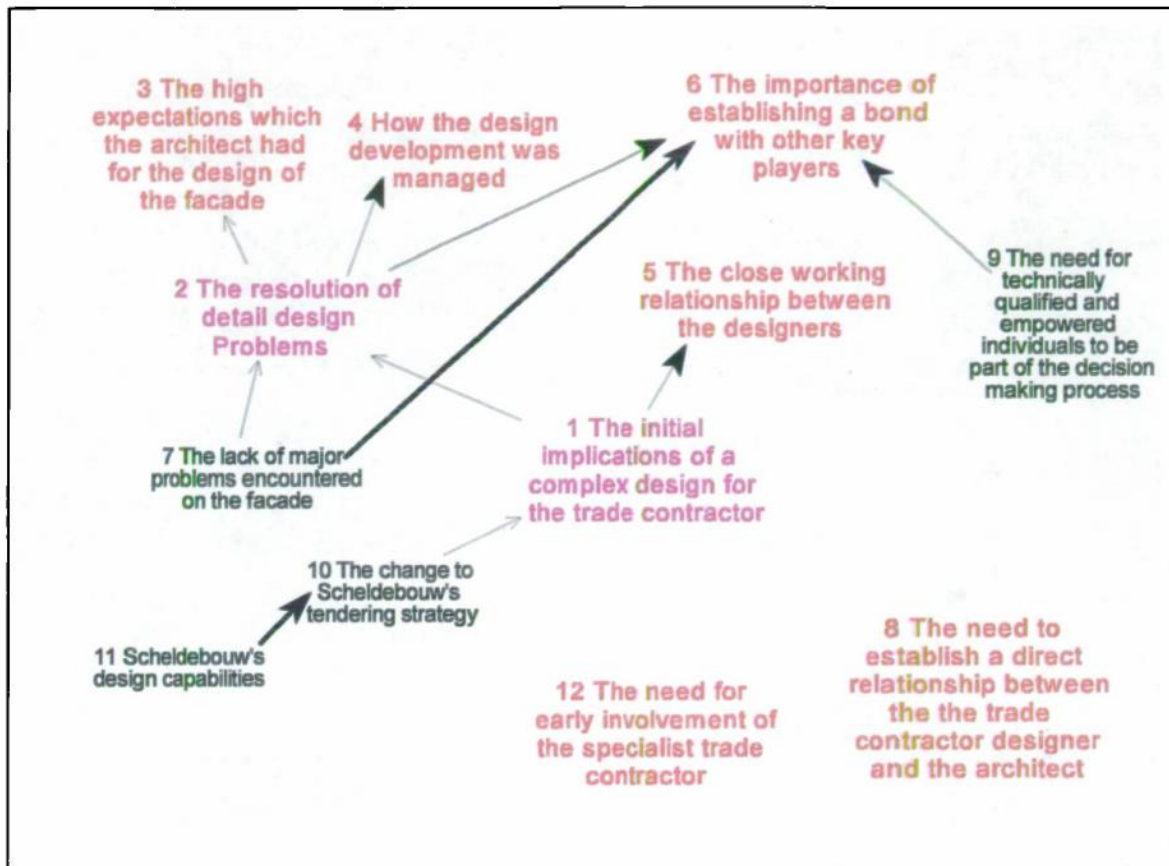 3 The high
expectations which
the architect had
for the design of
the facade
4 How the design
development was
managed
6 The importance of
establishing a bond
with other key
players
2 The resolution of
detail design
Problems
5 The close working
relationship between
the designers
9 The need for
technically
qualified and
empowered
individuals to be
part of the decision
making process
7 The lack of major
problems encountered
on the facade
1 The initial
implications of a
complex design for
the trade contractor
10 The change to
Scheldebouw's
tendering strategy
11 Scheldebouw's
design capabilities
12 The need for
early involvement of
the specialist trade
contractor
8 The need to
establish a direct
relationship between
the the trade
contractor designer
and the architect